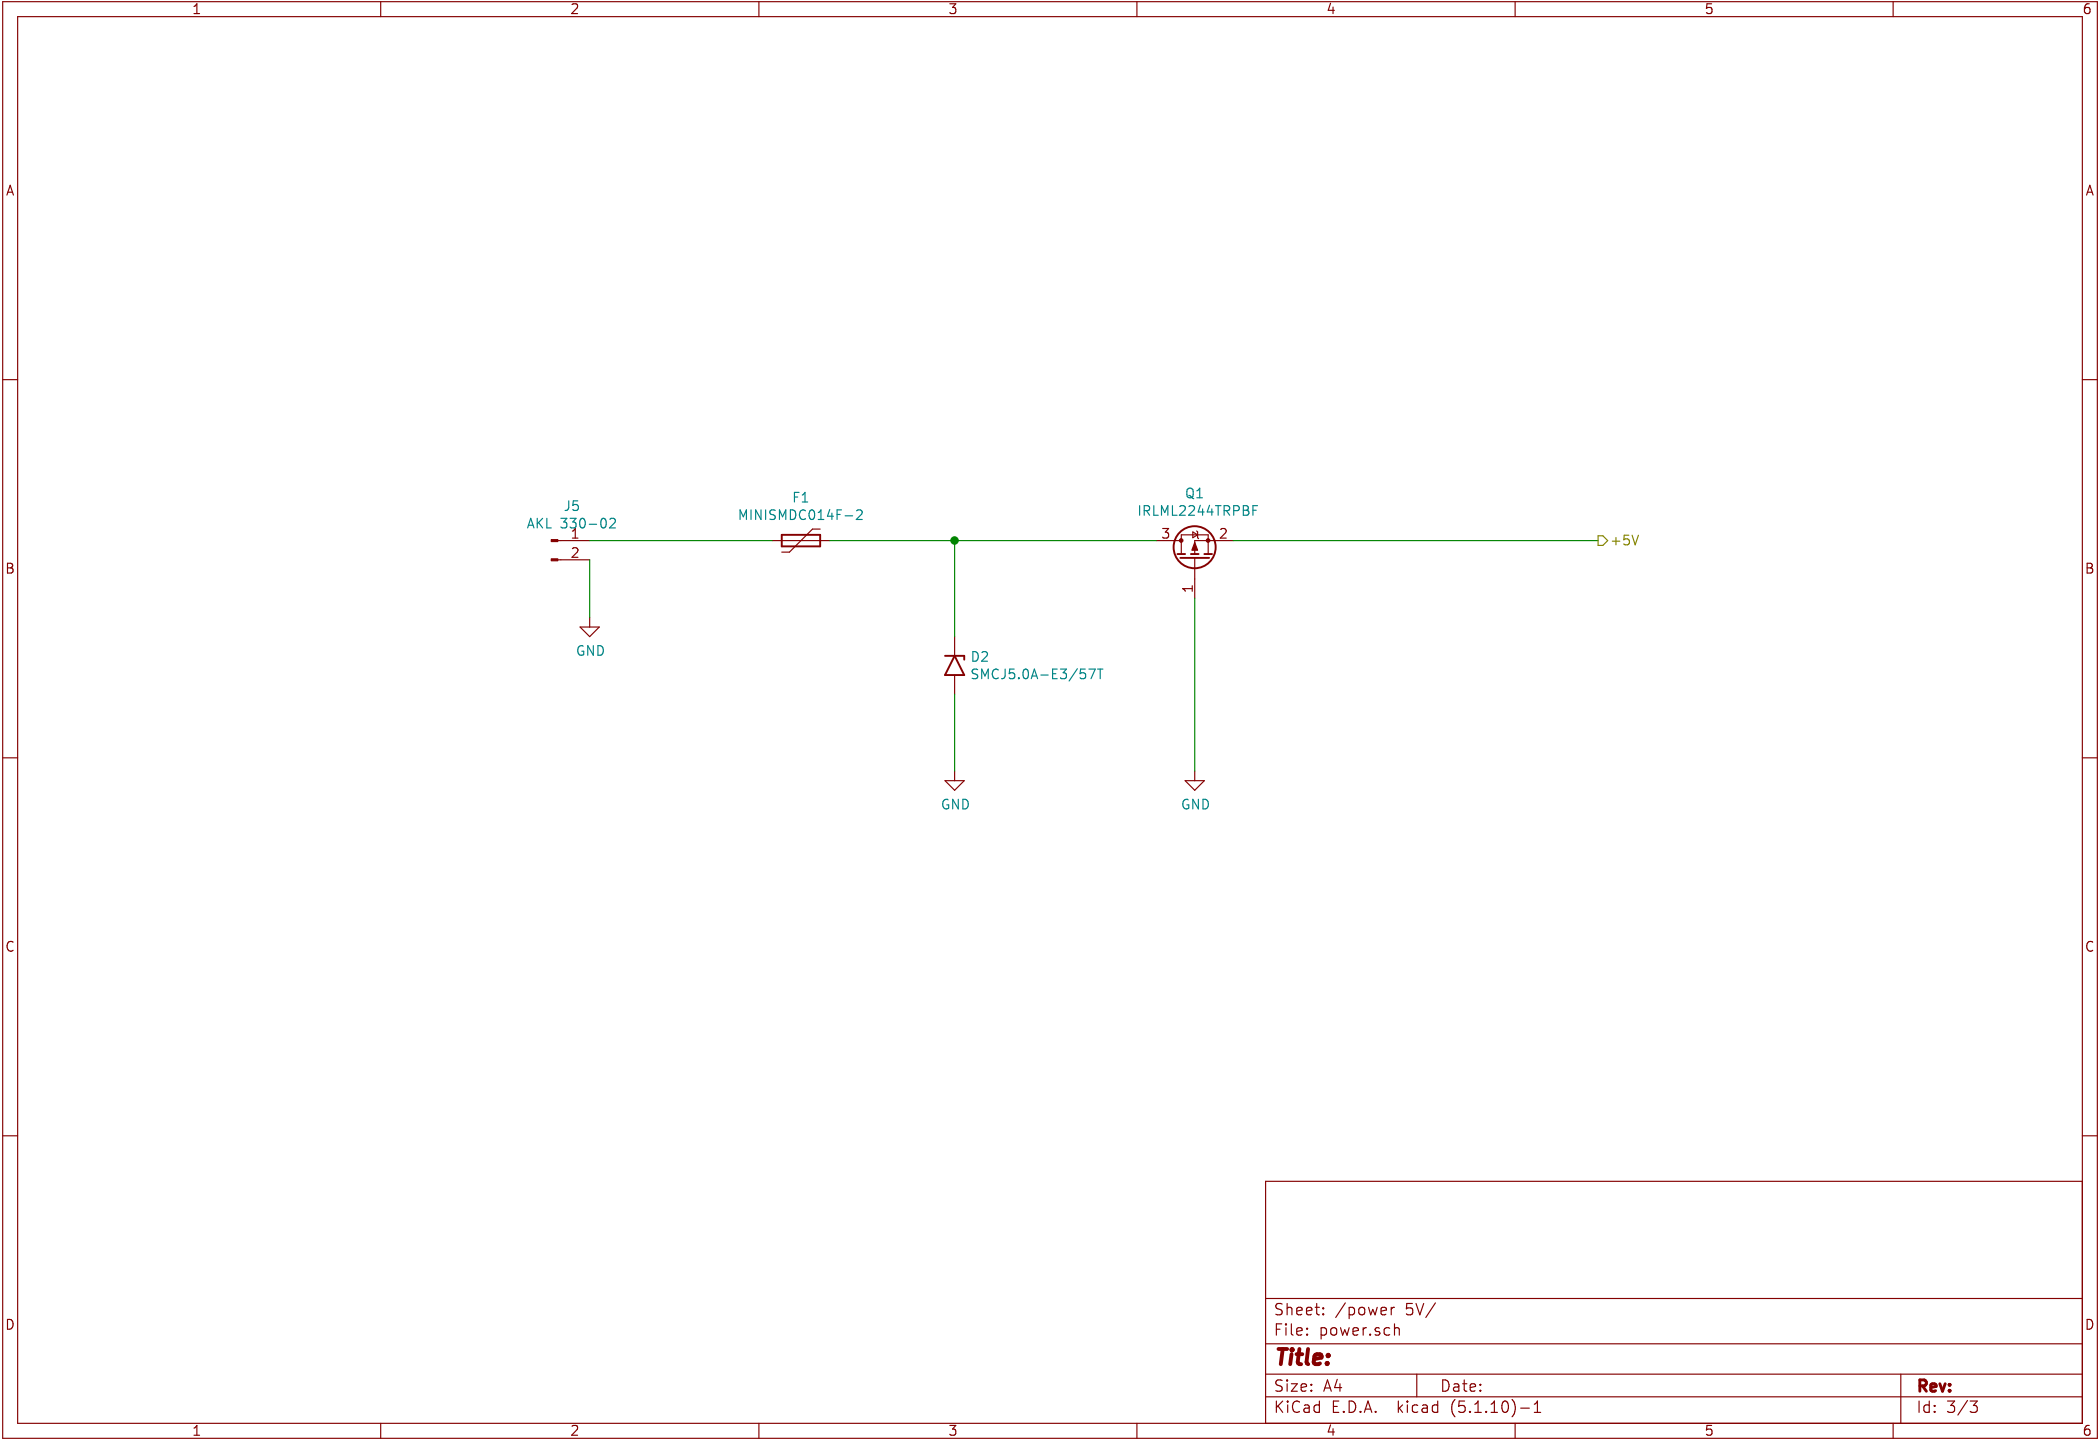 1 2 3 4 5 6
A A
J5
AKL 330-02
1
2
GND
F1
MINISMDC014F-2
Q1
IRLML2244TRPBF
3 2
1
+5V
B B
D2
SMCJ5.0A-E3/57T
GND
GND
C C
Sheet: /power 5V/
File: power.sch
D D
Title:
Size: A4 Date: Rev:
KiCad E.D.A. kicad (5.1.10)-1 Id: 3/3
1 2 3 4 5 6